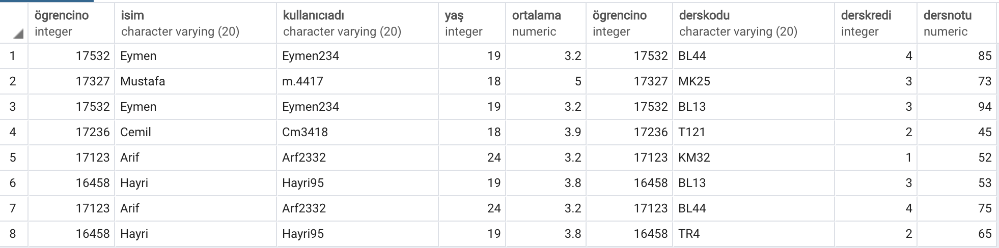 ögrencino isim kullanıcıadı yaş ortalama ögrencino derskodu derskredi dersnotu
integer character varying (20) character varying (20) integer numeric integer character varying (20) integer numeric
1 17532 Eymen Eymen234 19 3.2 17532 BL44 4 85
2 17327 Mustafa m.4417 18 5 17327 MK25 3 73
3 17532 Eymen Eymen234 19 3.2 17532 BL13 3 94
4 17236 Cemil Cm3418 18 3.9 17236 T121 2 45
5 17123 Arif Arf2332 24 3.2 17123 KM32 1 52
6 16458 Hayri Hayri95 19 3.8 16458 BL13 3 53
7 17123 Arif Arf2332 24 3.2 17123 BL44 4 75
8 16458 Hayri Hayri95 19 3.8 16458 TR4 2 65